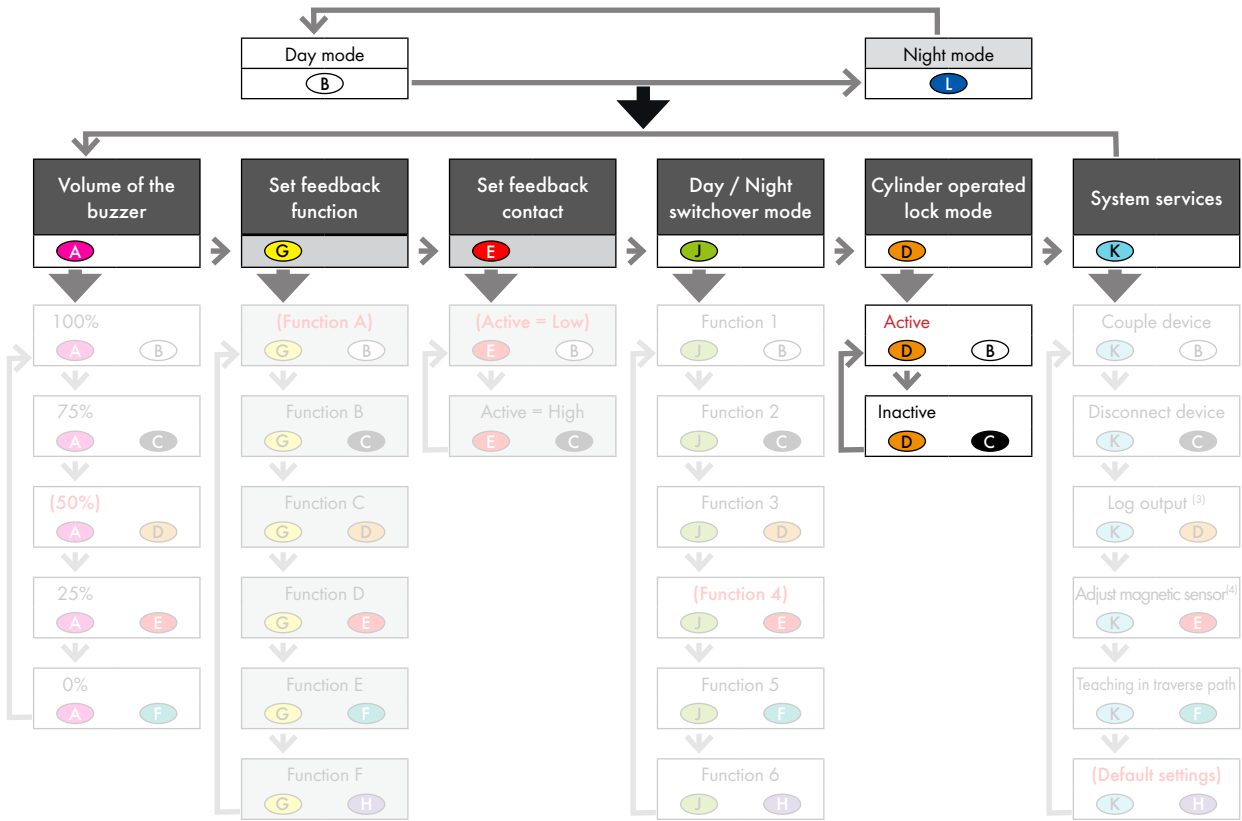 Day mode
B
Night mode
L
Volume of the
buzzer
A
Set feedback
function
G
Set feedback
contact
E
Day / Night
switchover mode
J
Cylinder operated
lock mode
D
System services
K
100%
A B
75%
A C
(50%)
A D
25%
A E
0%
A F
(Function A)
G B
Function B
G C
Function C
G D
Function D
G E
Function E
G F
Function F
G H
(Active = Low)
E B
Active = High
E C
Function 1
J B
Function 2
J C
Function 3
J D
(Function 4)
J E
Function 5
J F
Function 6
J H
Active
D B
Inactive
D C
Couple device
K B
Disconnect device
K C
Log output (3)
K D
Adjust magnetic sensor(4)
K E
Teaching in traverse path
K F
(Default settings)
K H